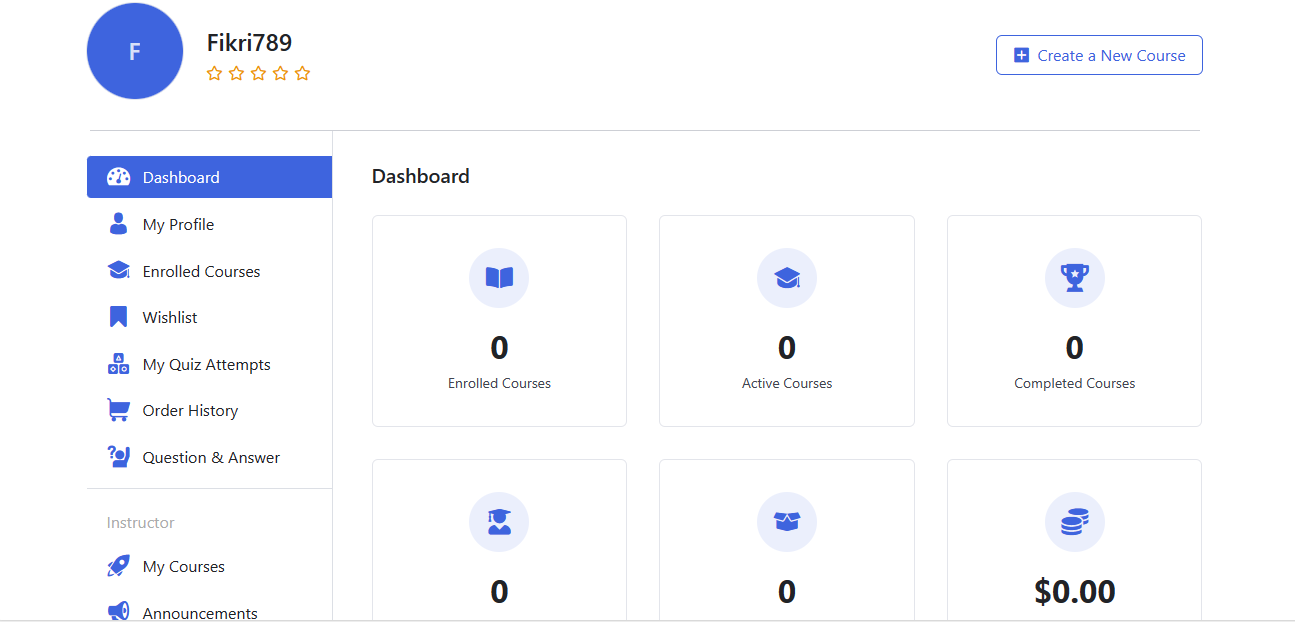 F
Fikri789
Create a New Course
Dashboard
My Profile
Enrolled Courses
Wishlist
My Quiz Attempts
Order History
Question & Answer
Instructor
My Courses
Announcements
Dashboard
0
Enrolled Courses
0
Active Courses
0
Completed Courses
0
0
$0.00